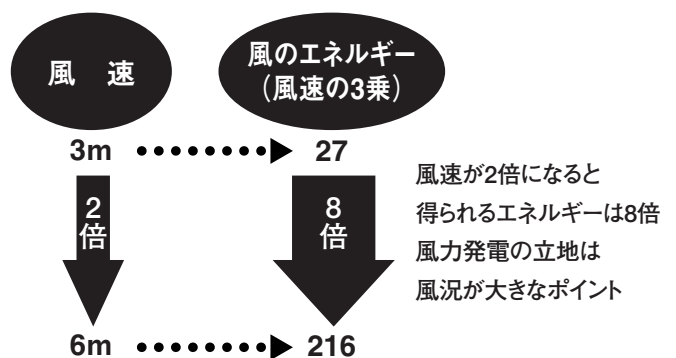 風　速
風のエネルギー
（風速の3乗）
3m
27
2倍
8倍
風速が2倍になると
得られるエネルギーは8倍
風力発電の立地は
風況が大きなポイント
6m
216